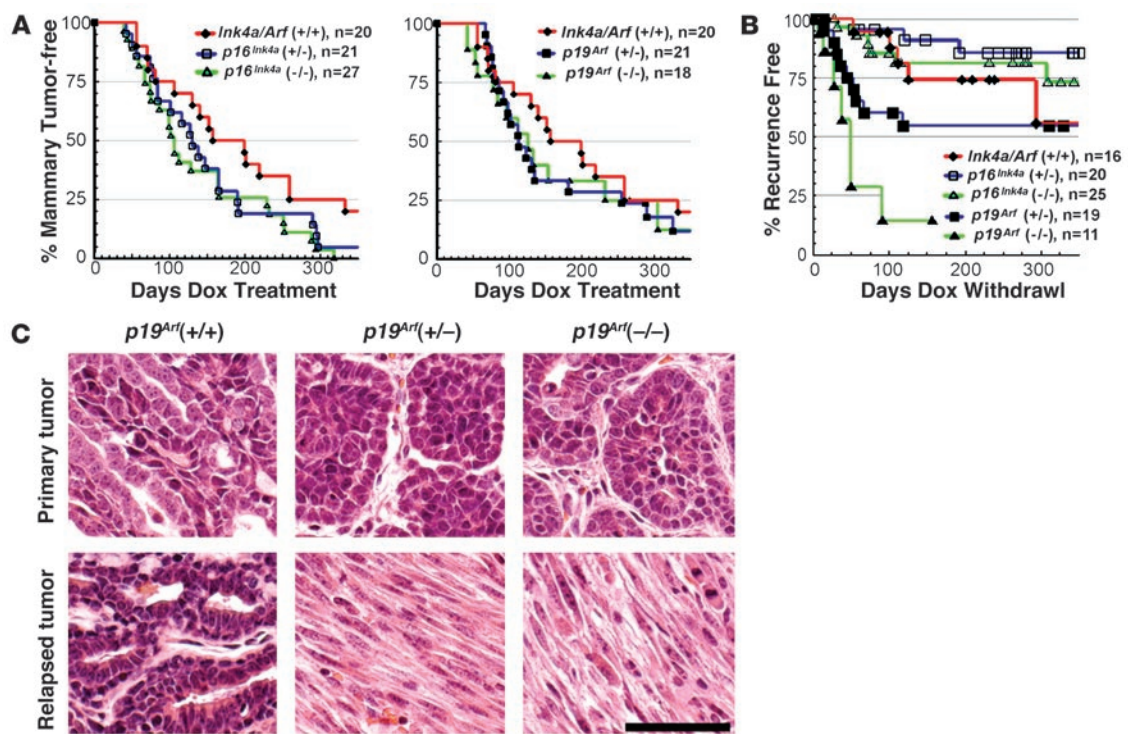 A
% Mammary Tumor-free
100
75
50
25
0
0
100
200
300
Days Dox Treatment
Ink4a/Arf (+/+), n=20
p16Ink4a (+/-), n=21
p16Ink4a (-/-), n=27
100
75
50
25
0
0
100
200
300
Days Dox Treatment
Ink4a/Arf (+/+), n=20
p19Arf (+/-), n=21
p19Arf (-/-), n=18
B
% Recurrence Free
100
75
50
25
0
0
100
200
300
Days Dox Withdrawl
Ink4a/Arf (+/+), n=16
p16Ink4a (+/-), n=20
p16Ink4a (-/-), n=25
p19Arf (+/-), n=19
p19Arf (-/-), n=11
C
p19Arf(+/+)
p19Arf(+/–)
p19Arf(–/–)
Primary tumor
Relapsed tumor